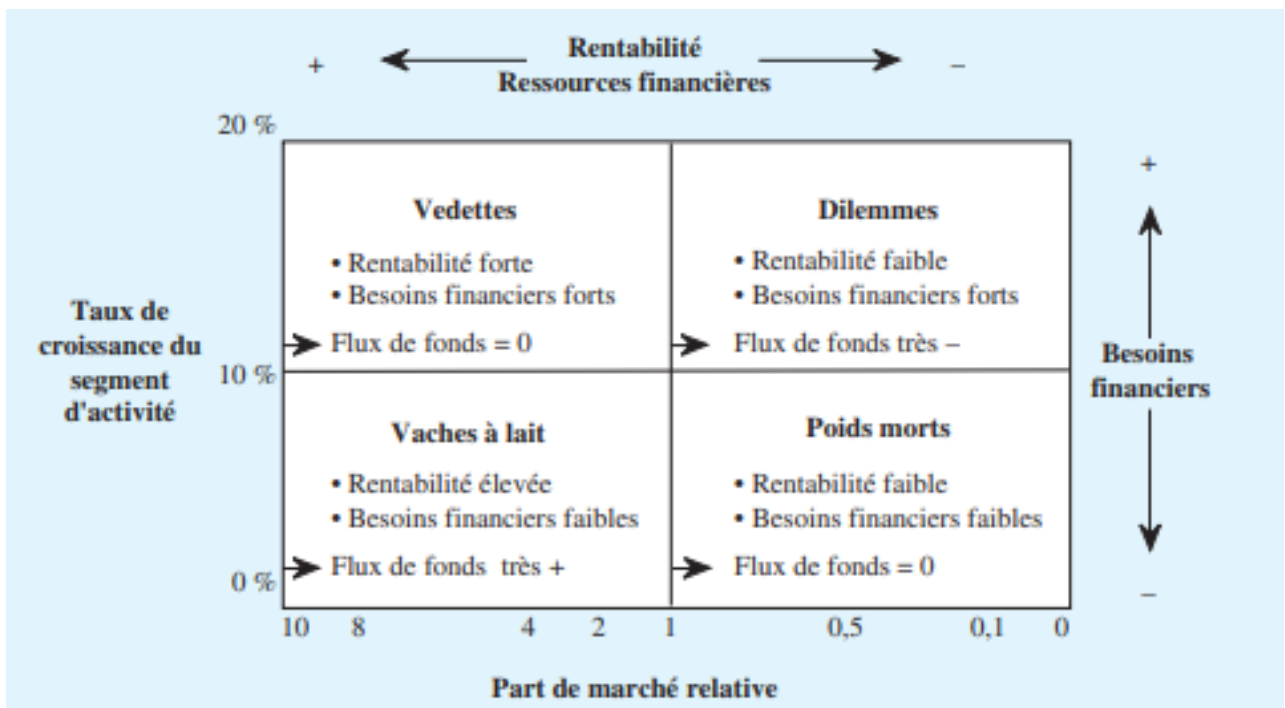 + Rentabilité –
Ressources financières
20 %
Vedettes
• Rentabilité forte
• Besoins financiers forts
Flux de fonds = 0
Dilemmes
• Rentabilité faible
• Besoins financiers forts
Flux de fonds très –
Taux de
croissance du
segment
d'activité
10 %
+
Besoins
financiers
–
Vaches à lait
• Rentabilité élevée
• Besoins financiers faibles
Flux de fonds très +
Poids morts
• Rentabilité faible
• Besoins financiers faibles
Flux de fonds = 0
0 %
10 8 4 2 1 0,5 0,1 0
Part de marché relative